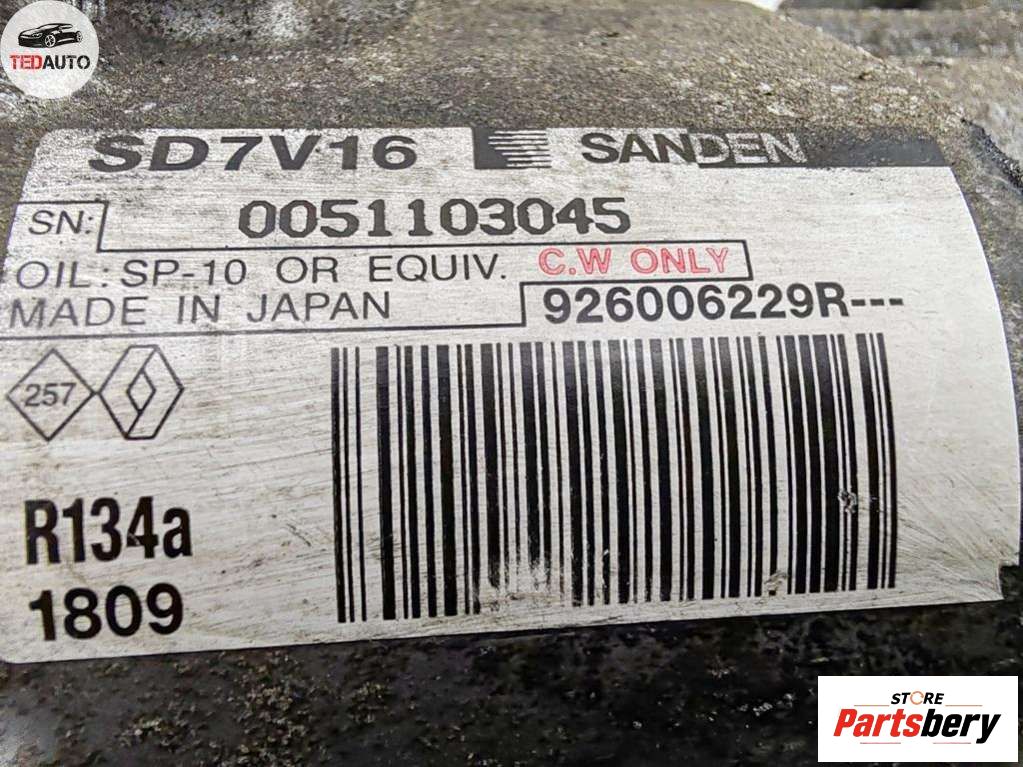 TEDAUTO
SD7V16 SANDEN
SN: 0051103045
OIL: SP-10 OR EQUIV. C.W ONLY
MADE IN JAPAN 926006229R---
257
R134a
1809
STORE
Partsbery